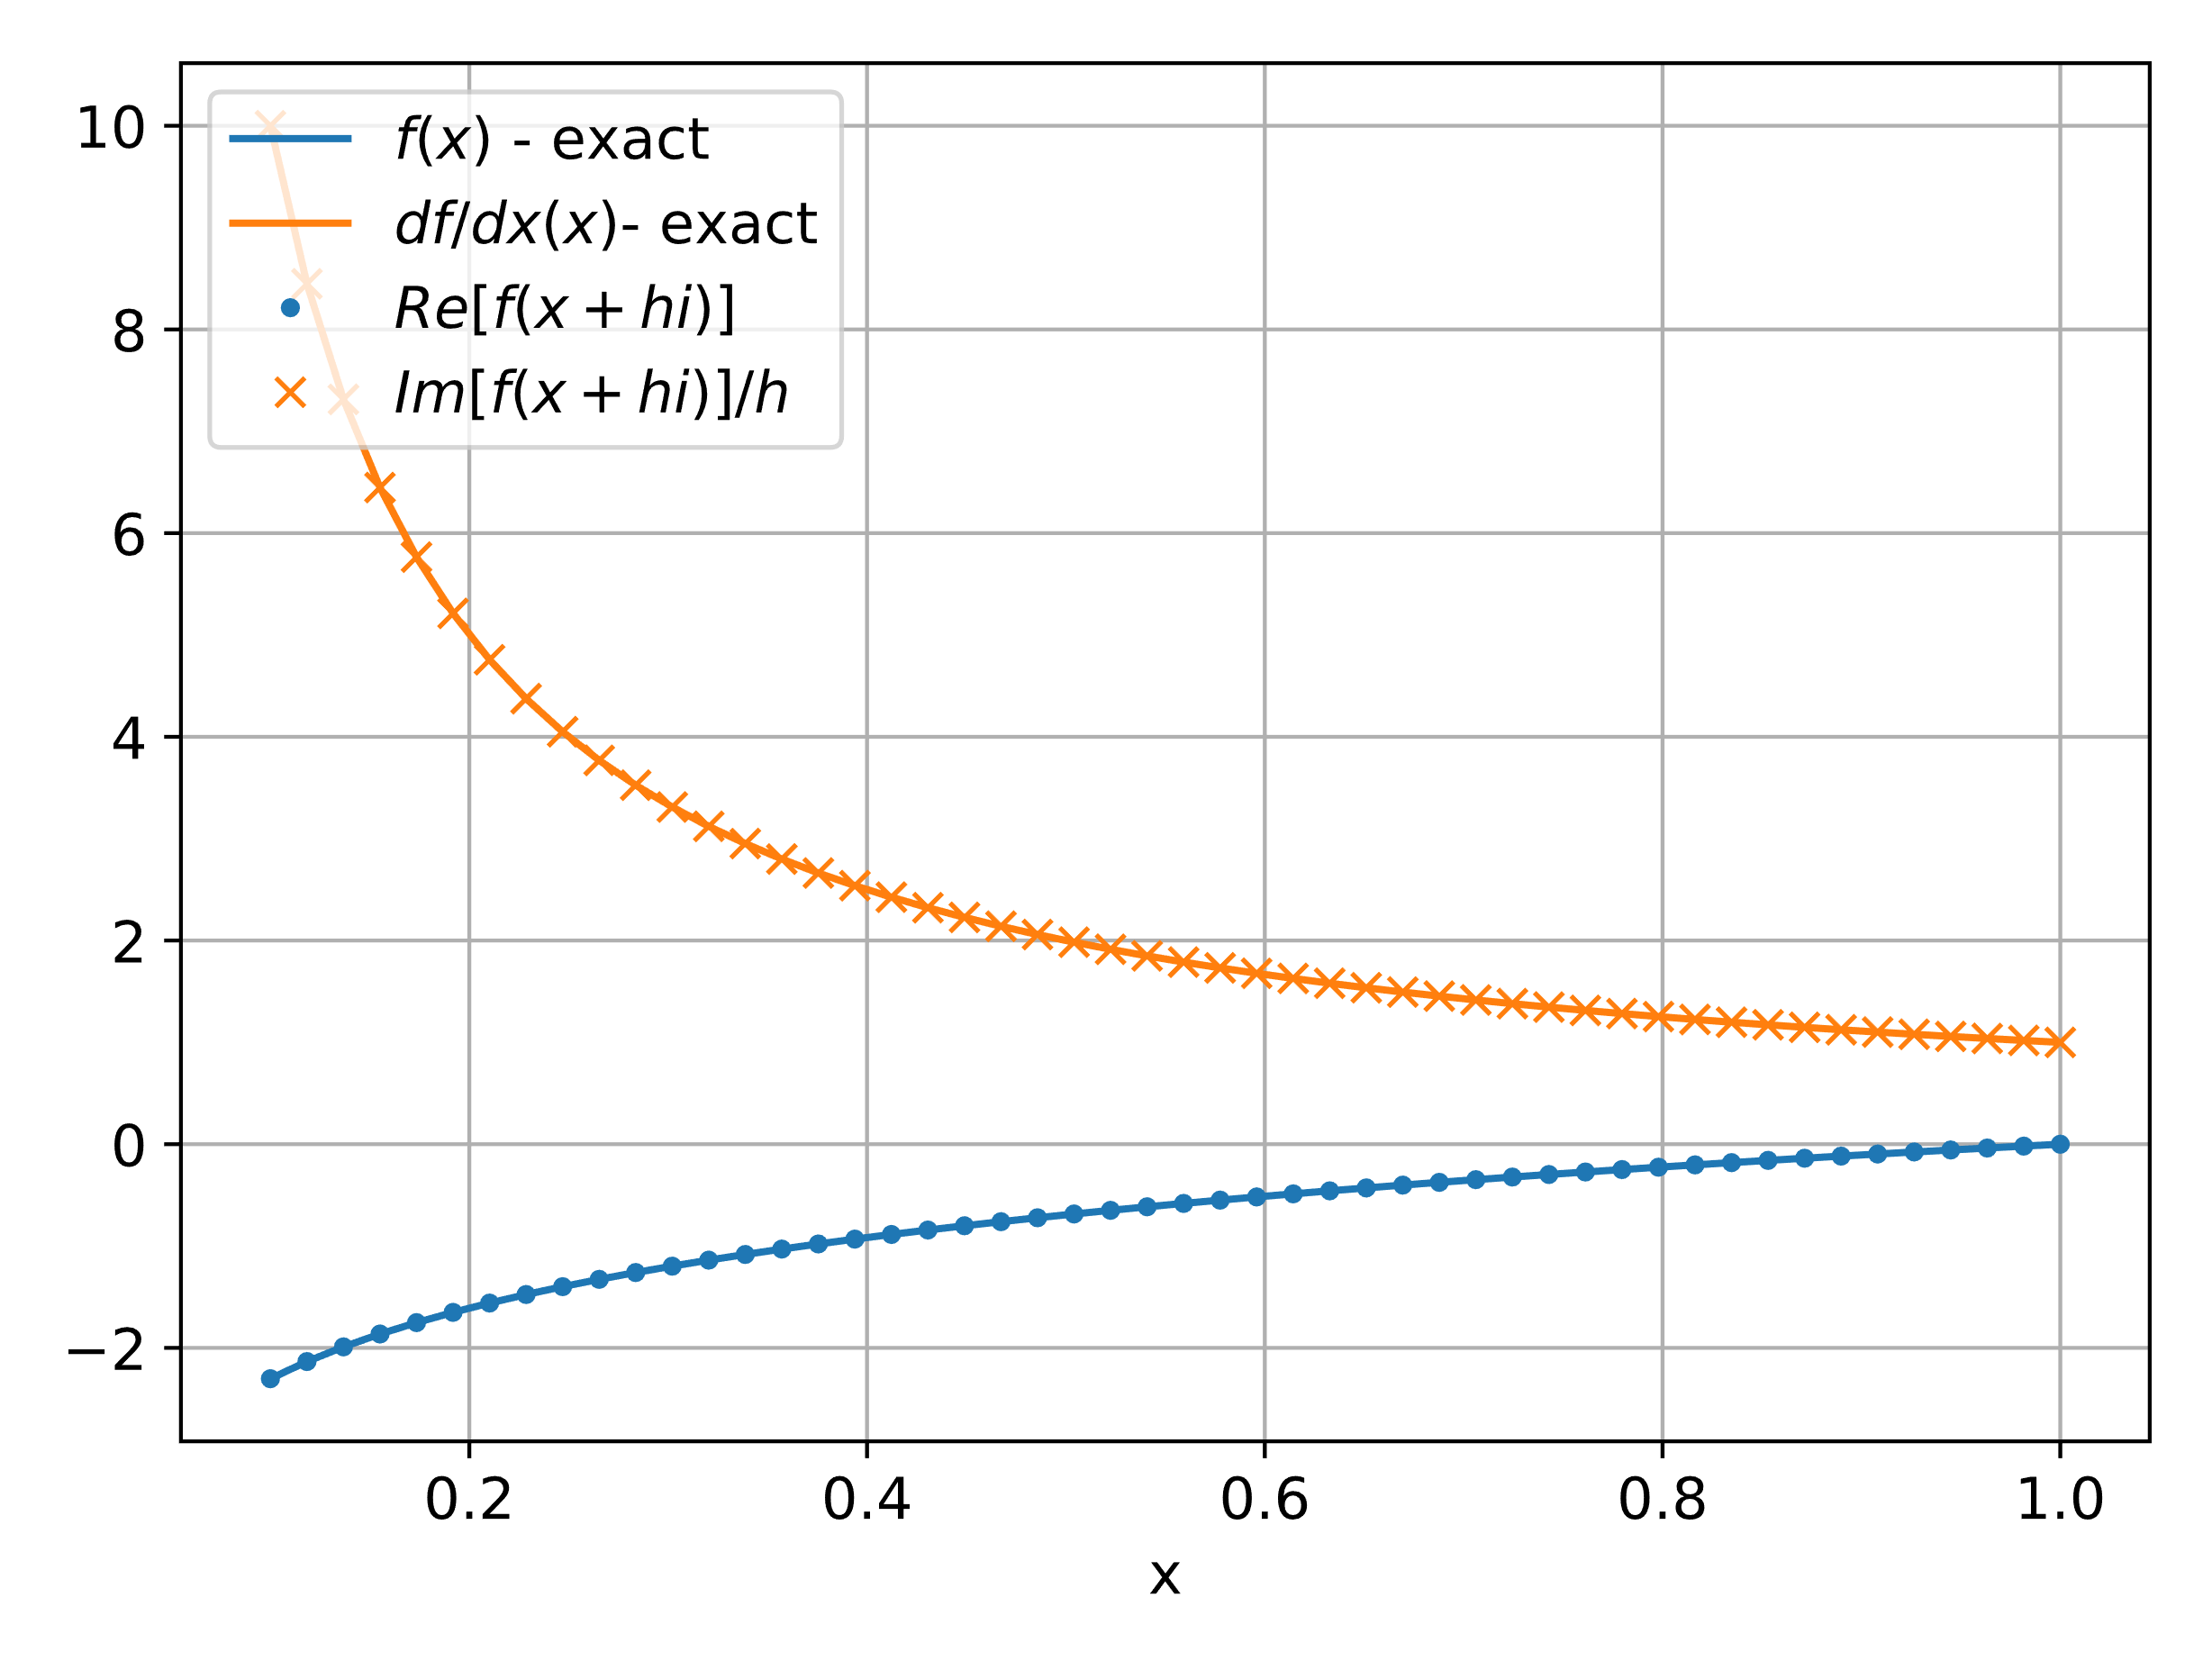 10
8
6
4
2
0
−2
f(x) - exact
df/dx(x)- exact
Re[f(x + hi)]
Im[f(x + hi)]/h
0.2 0.4 0.6 0.8 1.0
x